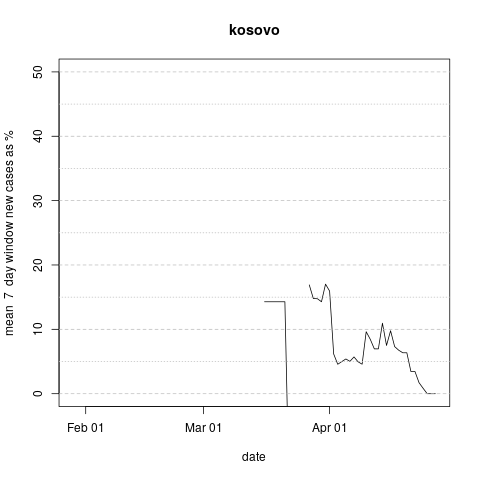 kosovo
mean 7 day window new cases as %
50
40
30
20
10
0
Feb 01
Mar 01
Apr 01
date